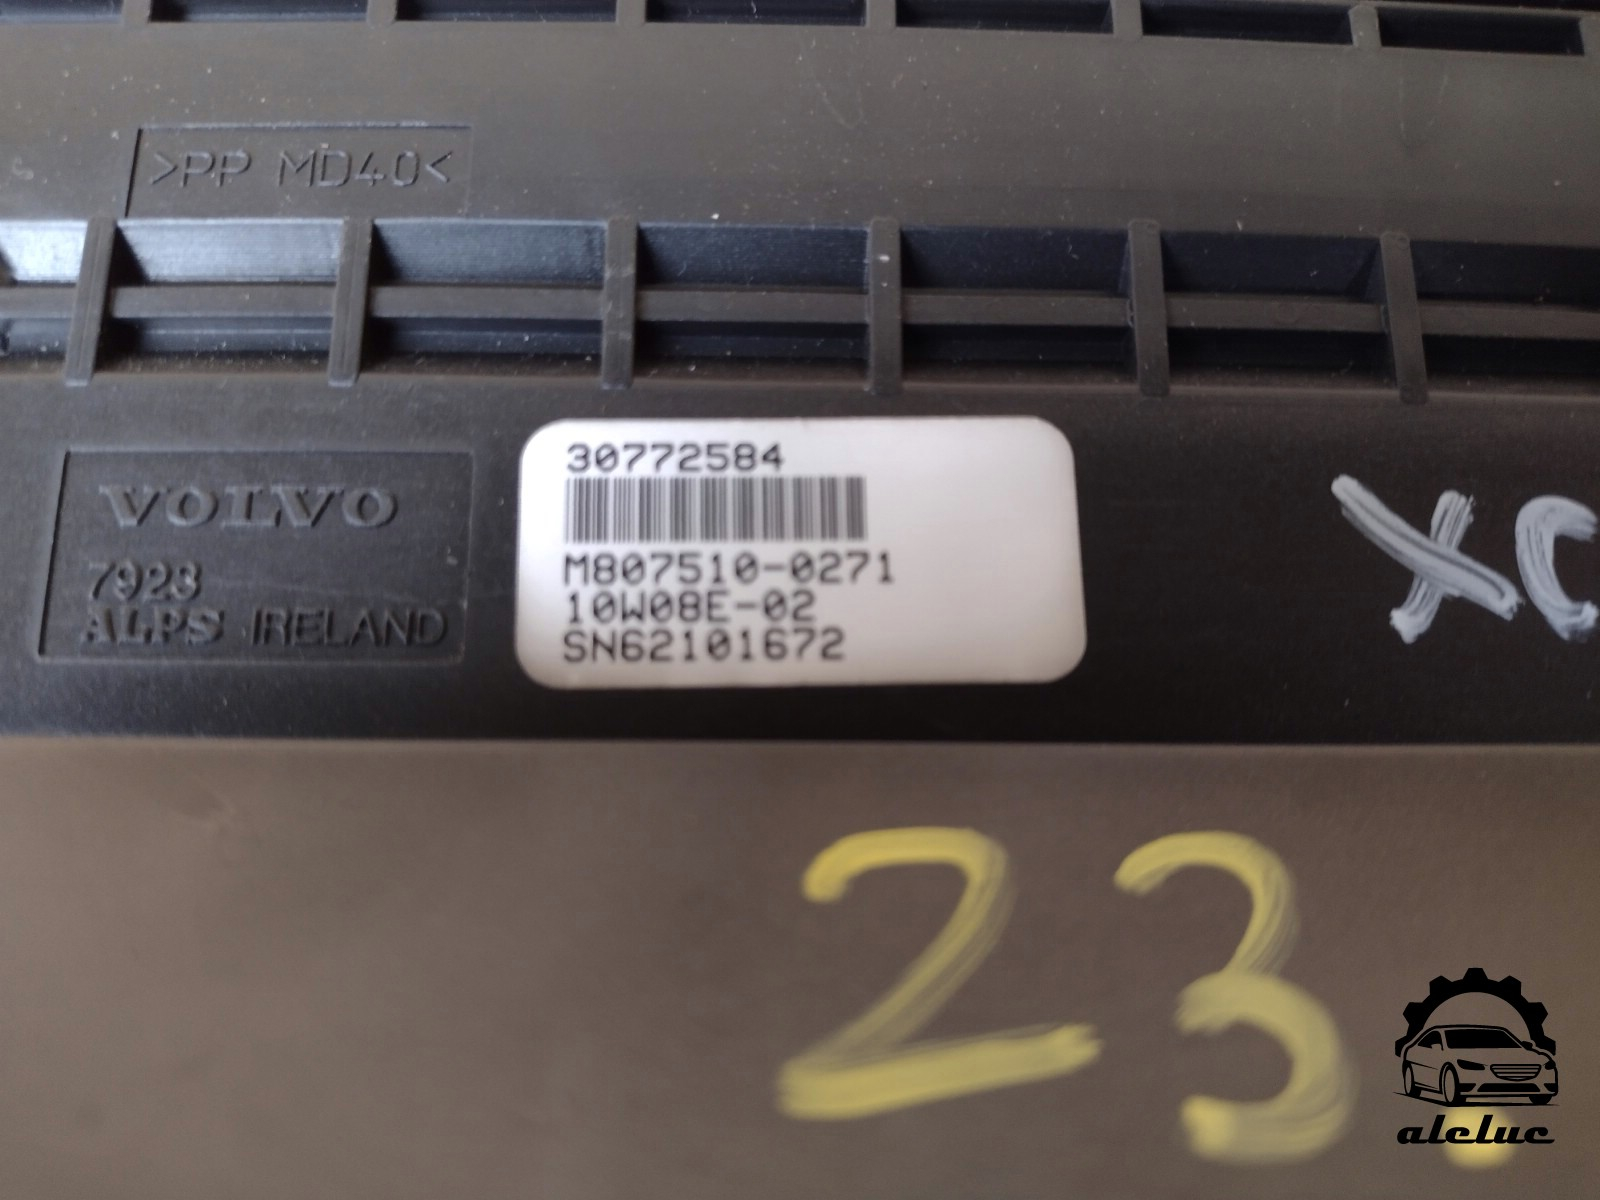 >PP MD40<
VOLVO
7923
ALPS IRELAND
30772584
M807510-0271
10W08E-02
SN62101672
XC
23.
aleluc